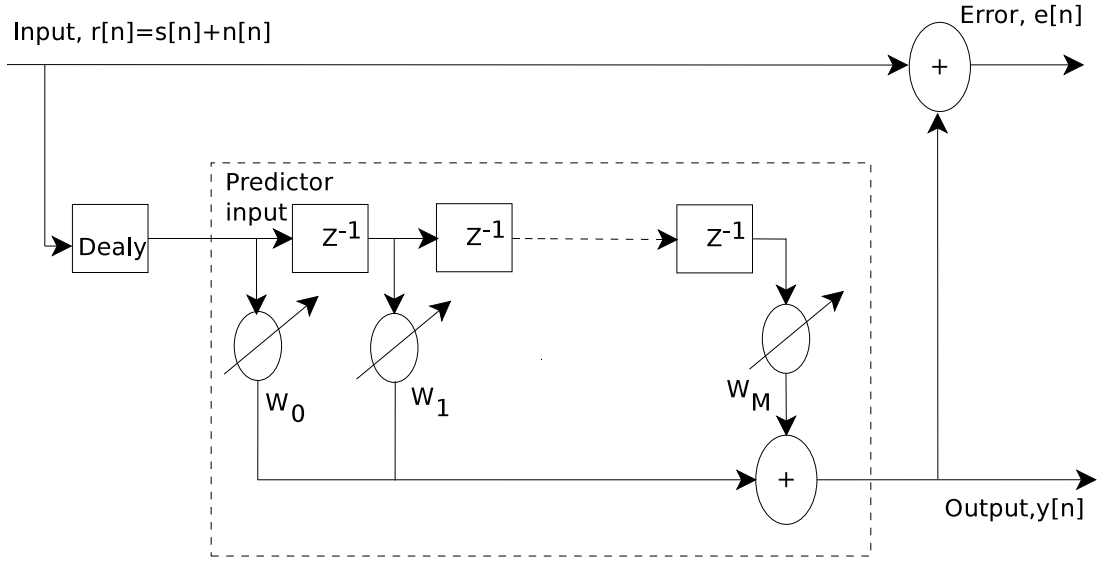 Error, e[n]
Input, r[n]=s[n]+n[n]
+
Predictor
input
Dealy
Z-1
Z-1
Z-1
W0
W1
WM
+
Output,y[n]